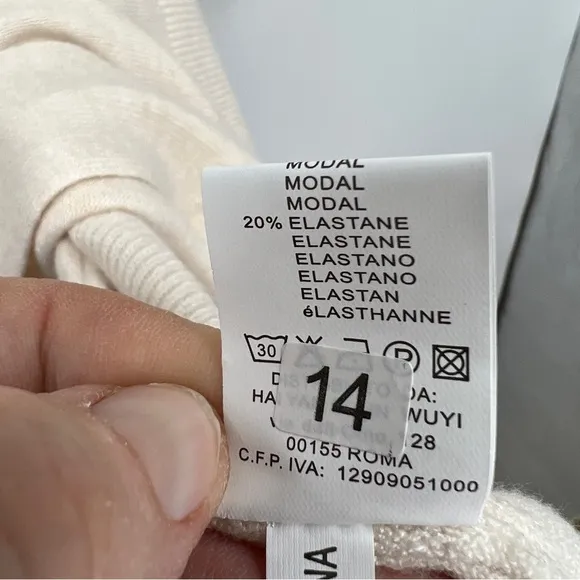 MODAL
MODAL
MODAL
20% ELASTANE
ELASTANE
ELASTANO
ELASTANO
ELASTAN
éLASTHANNE
30
P
14
DA:
WUYI
28
00155 ROMA
C.F.P. IVA: 12909051000
NA